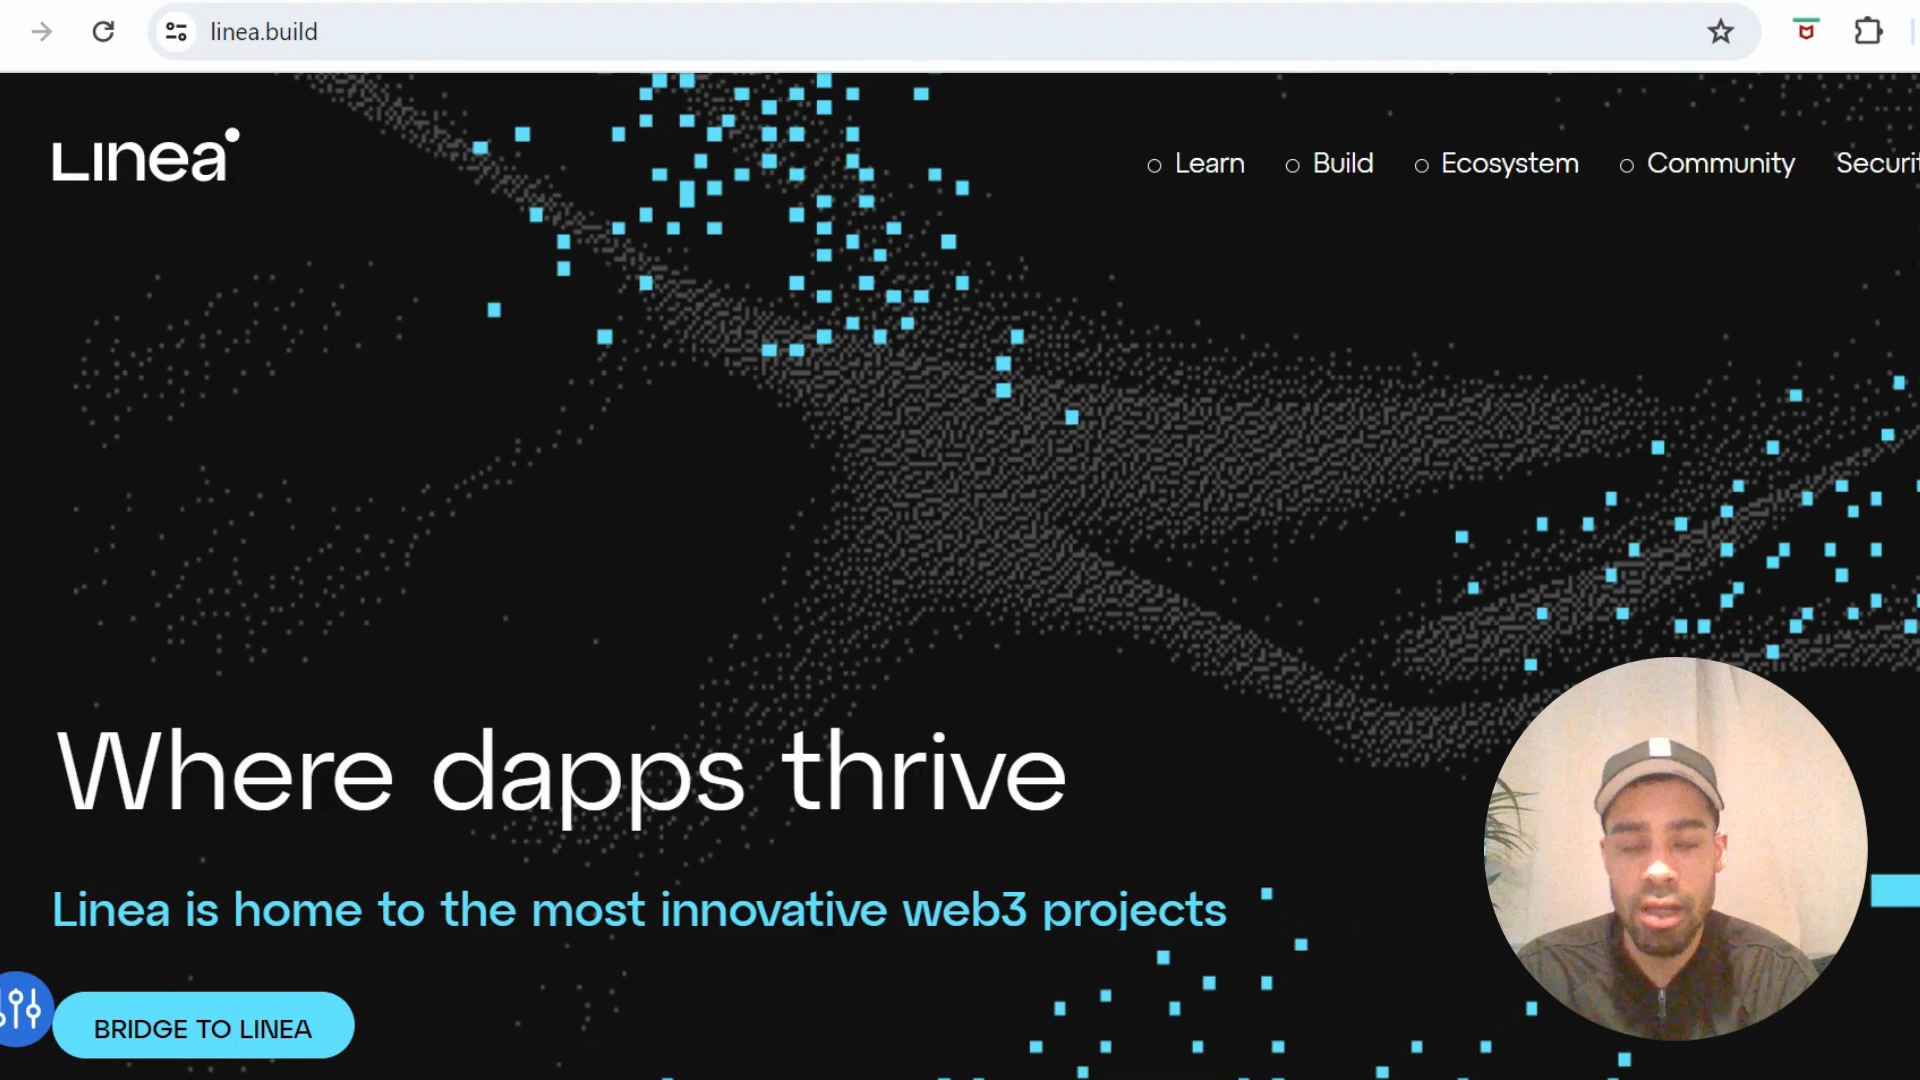 linea.build
Linea
Learn
Build
Ecosystem
Community
Where dapps thrive
Linea is home to the most innovative web3 projects
BRIDGE TO LINEA